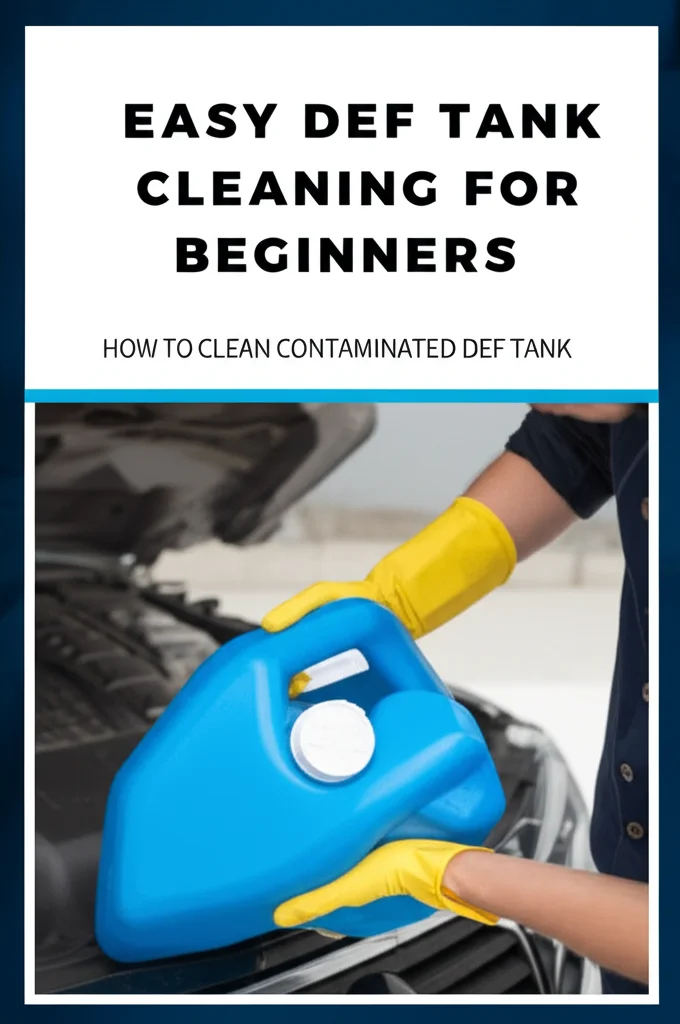 EASY DEF TANK
CLEANING FOR
BEGINNERS
HOW TO CLEAN CONTAMINATED DEF TANK